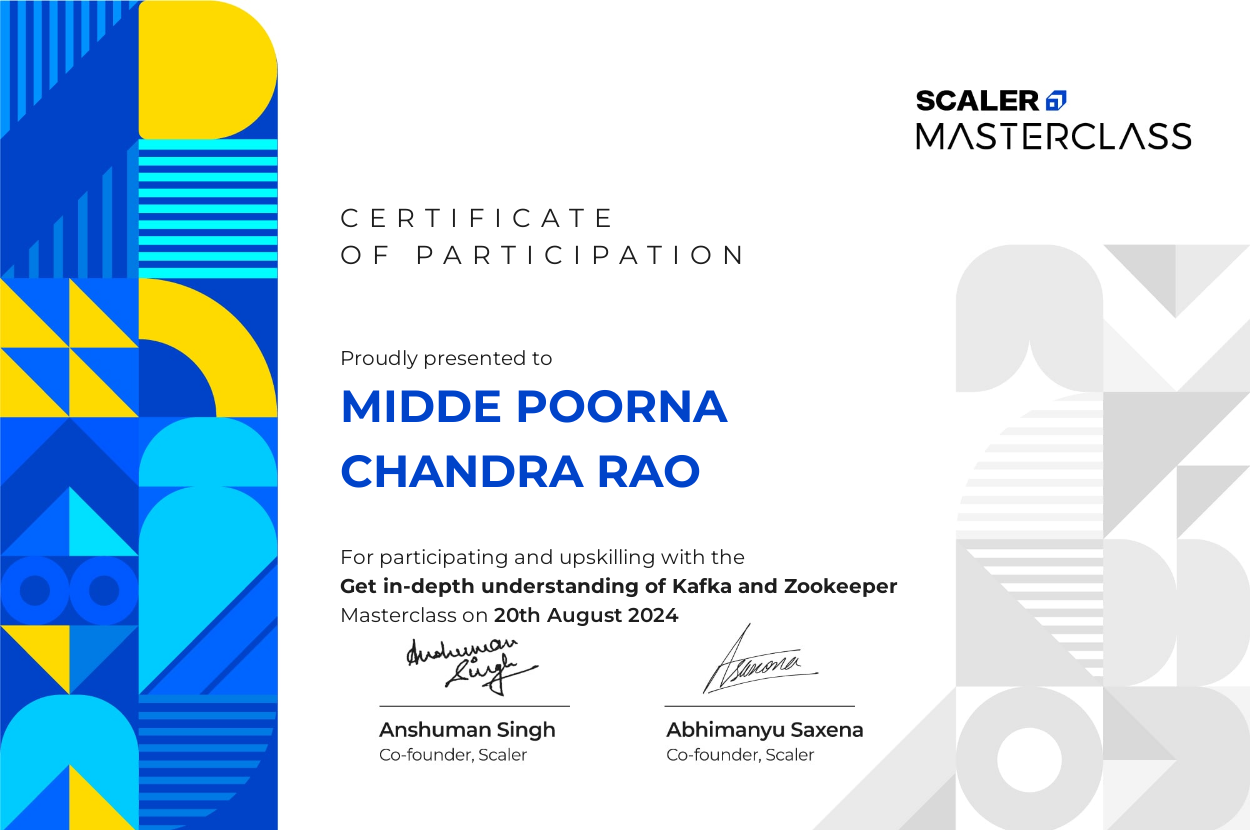 SCALER
MASTERCLASS
CERTIFICATE
OF PARTICIPATION
Proudly presented to
MIDDE POORNA
CHANDRA RAO
For participating and upskilling with the
Get in-depth understanding of Kafka and Zookeeper
Masterclass on 20th August 2024
Anshuman
Singh
Asaxena
Anshuman Singh
Co-founder, Scaler
Abhimanyu Saxena
Co-founder, Scaler